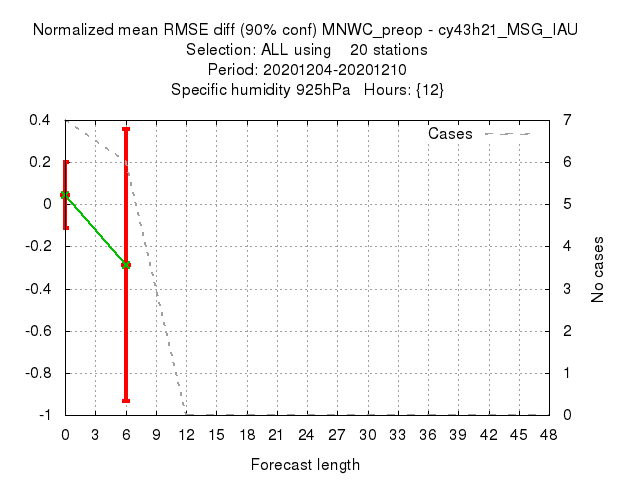 Normalized mean RMSE diff (90% conf) MNWC_preop - cy43h21_MSG_IAU
Selection: ALL using 20 stations
Period: 20201204-20201210
Specific humidity 925hPa Hours: {12}
Cases
0.4
0.2
0
-0.2
-0.4
-0.6
-0.8
-1
7
6
5
4
3
2
1
0
No cases
0 3 6 9 12 15 18 21 24 27 30 33 36 39 42 45 48
Forecast length